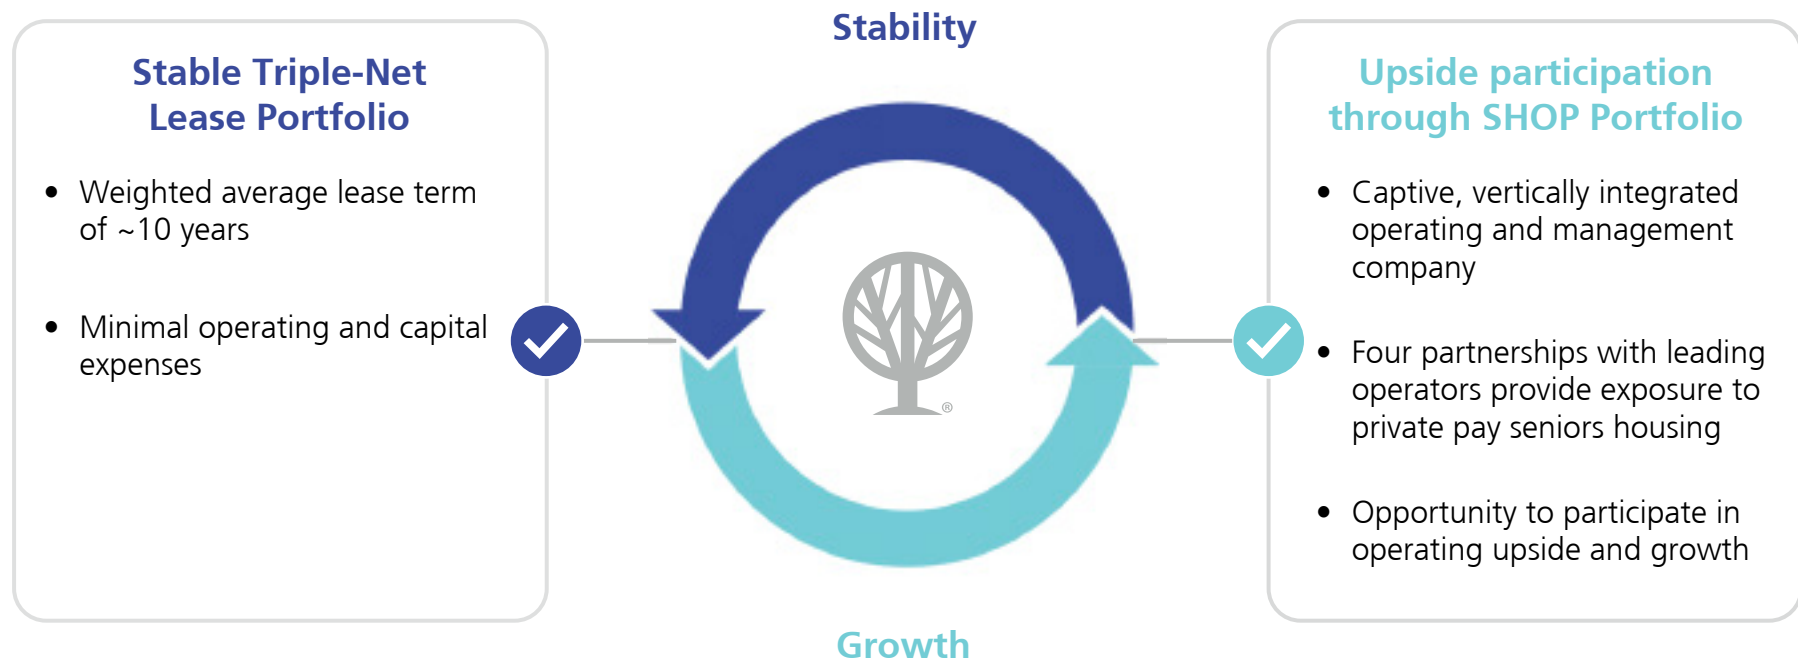 Stability
Stable Triple-Net
Lease Portfolio
• Weighted average lease term
of ~10 years
• Minimal operating and capital
expenses
®
Upside participation
through SHOP Portfolio
• Captive, vertically integrated
operating and management
company
• Four partnerships with leading
operators provide exposure to
private pay seniors housing
• Opportunity to participate in
operating upside and growth
Growth